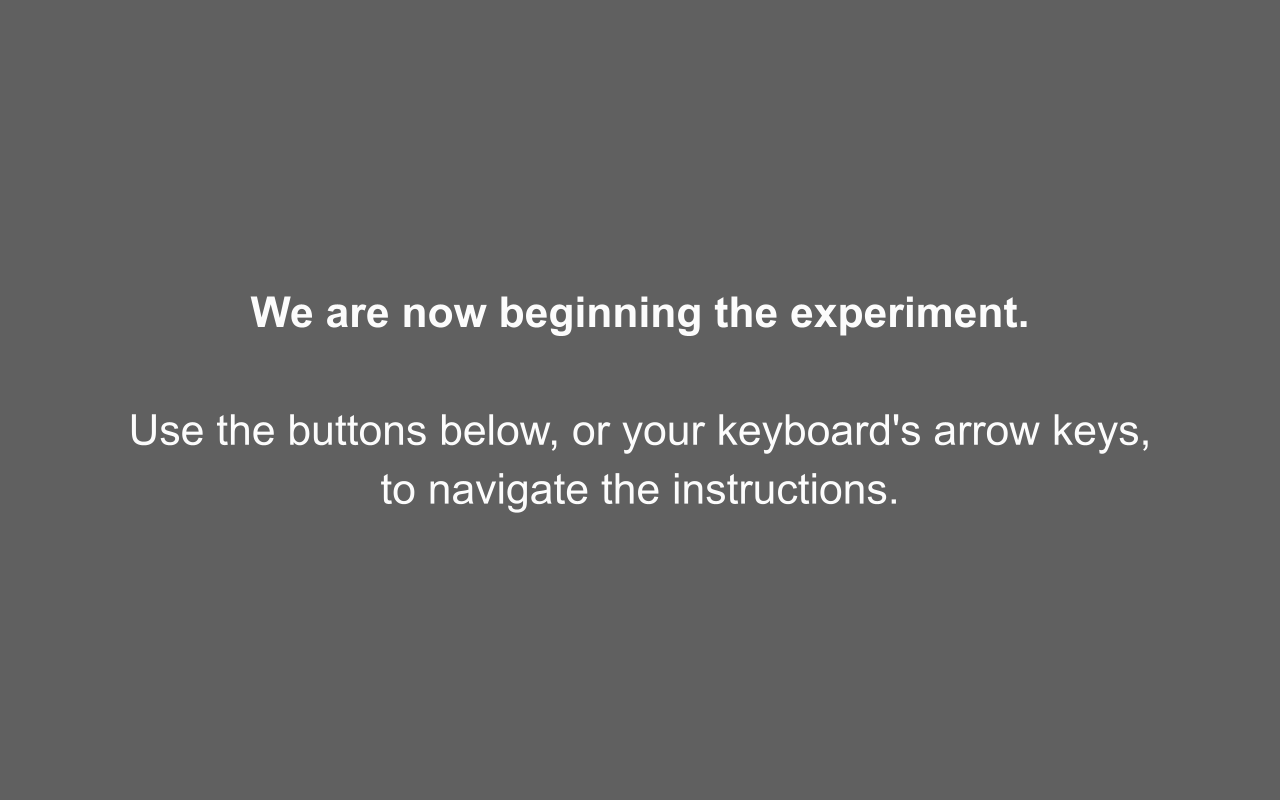 We are now beginning the experiment.
Use the buttons below, or your keyboard's arrow keys,
to navigate the instructions.